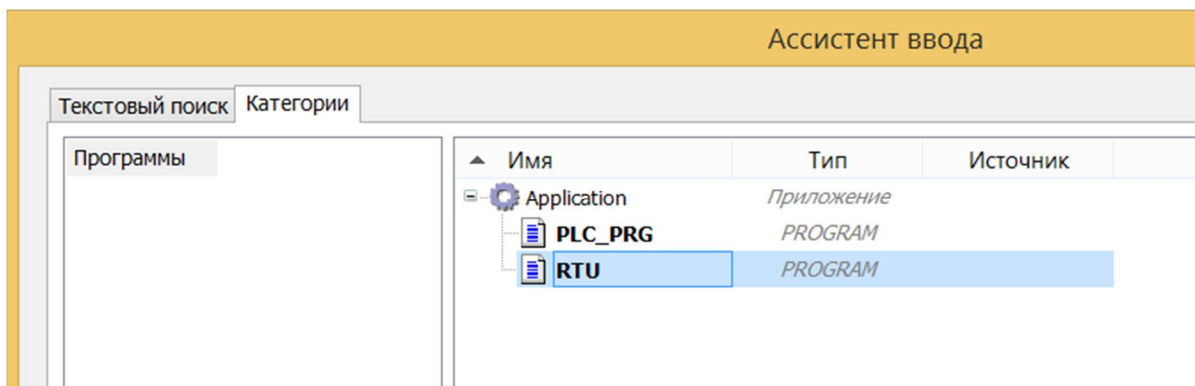 Ассистент ввода
Текстовый поиск Категории
Программы
Имя Тип Источник
Application Приложение
PLC_PRG PROGRAM
RTU PROGRAM